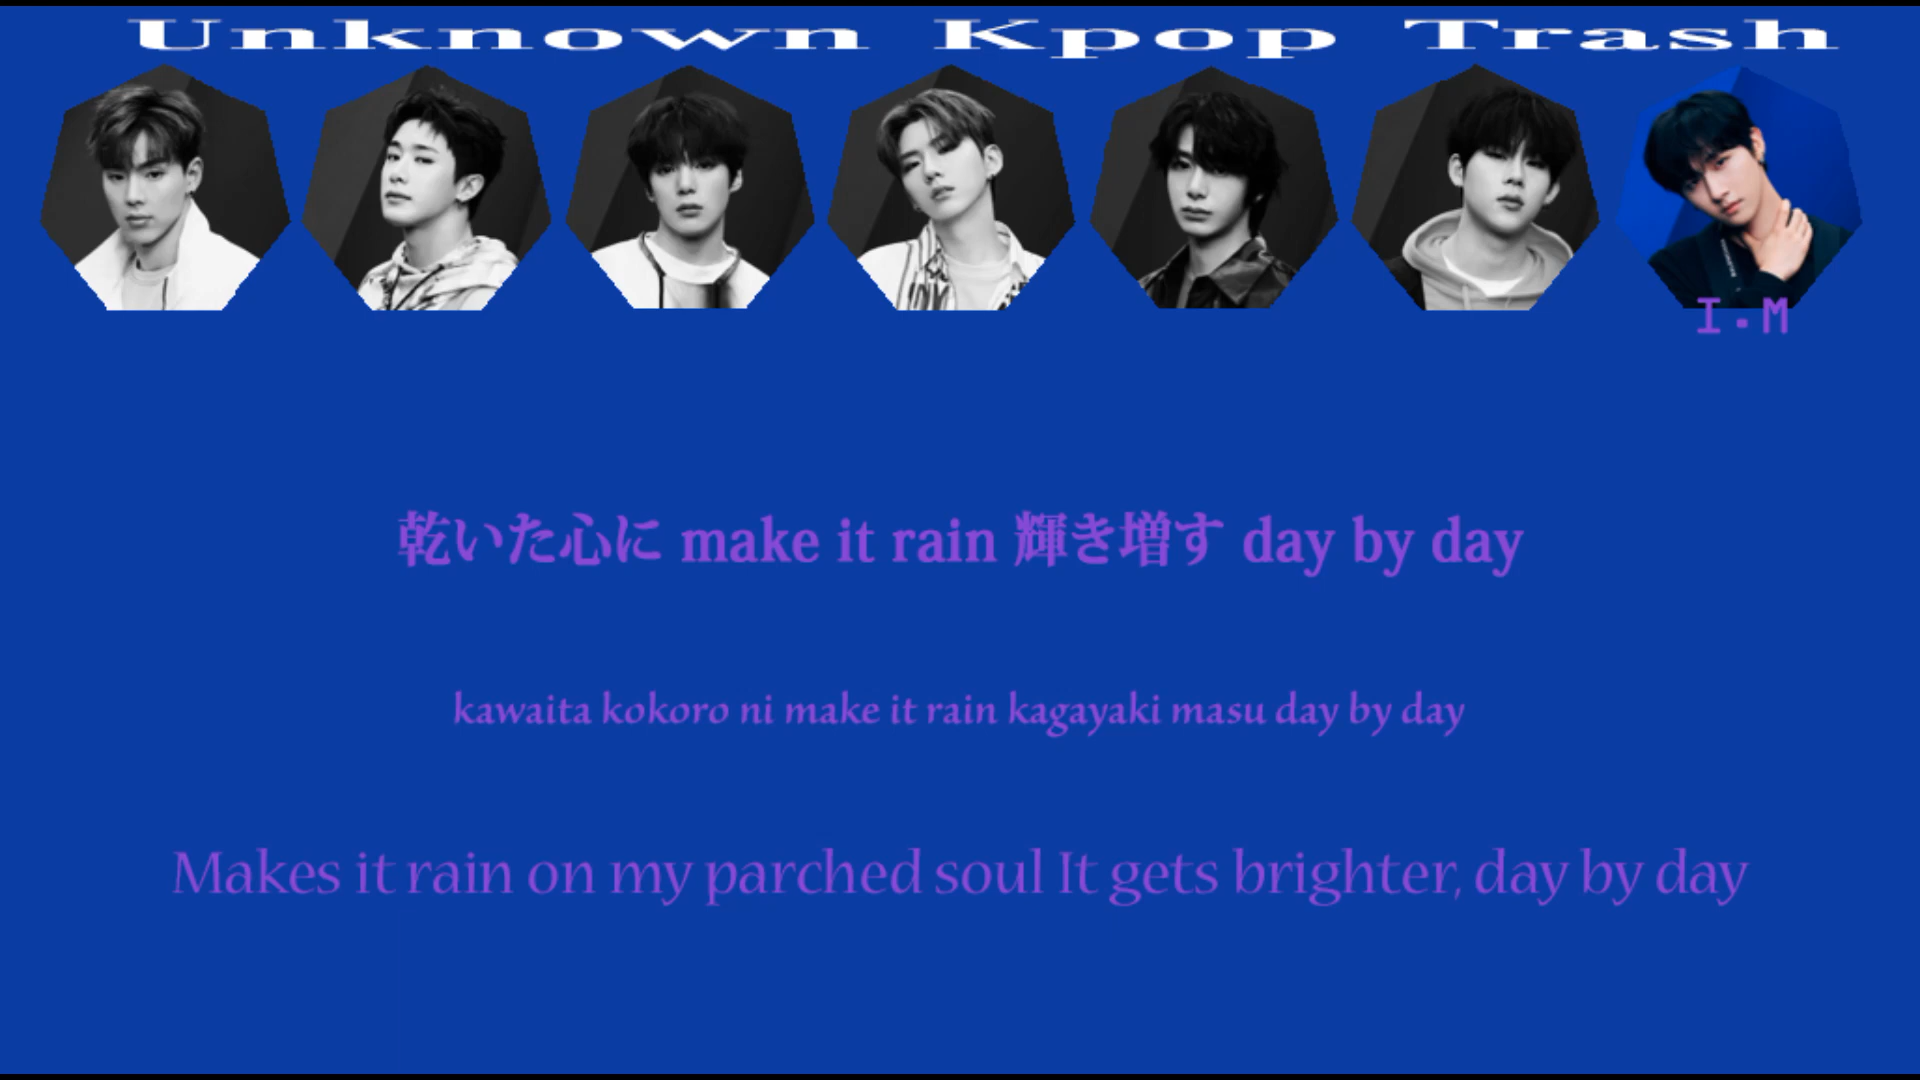 Unknown Kpop Trash
I.M
乾いた心に make it rain 輝き増す day by day
kawaita kokoro ni make it rain kagayaki masu day by day
Makes it rain on my parched soul It gets brighter, day by day